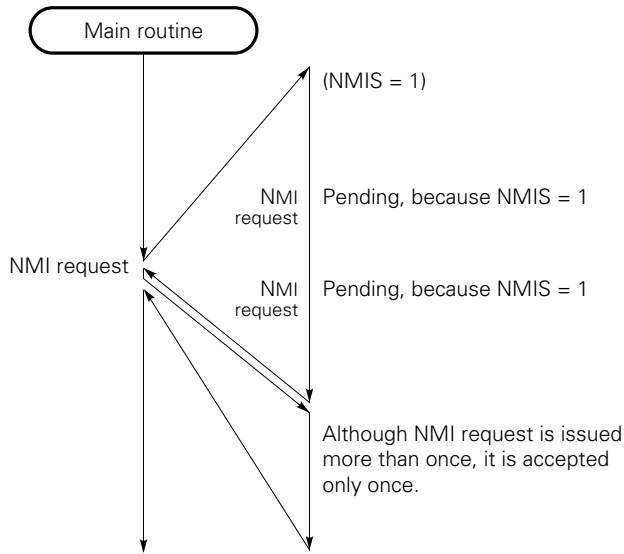 Main routine
(NMIS = 1)
NMI
request
Pending, because NMIS = 1
NMI request
NMI
request
Pending, because NMIS = 1
Although NMI request is issued
more than once, it is accepted
only once.